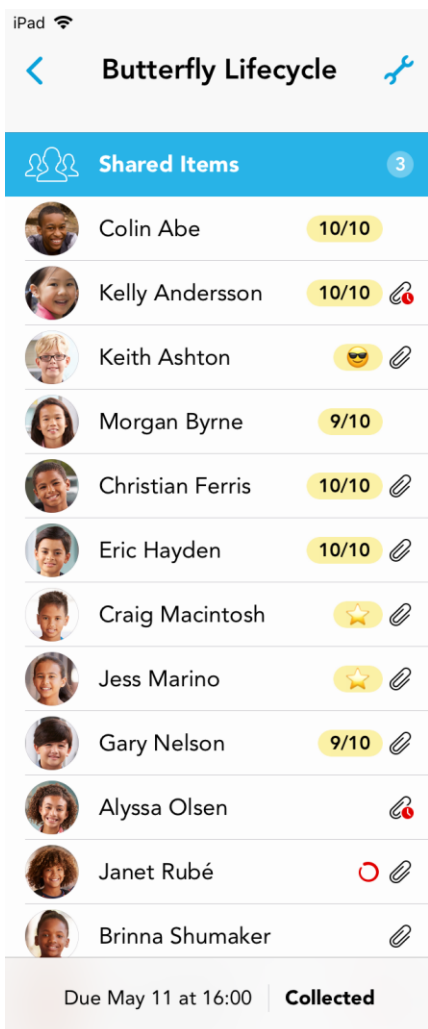 iPad
Butterfly Lifecycle
Shared Items 3
Colin Abe 10/10
Kelly Andersson 10/10
Keith Ashton
Morgan Byrne 9/10
Christian Ferris 10/10
Eric Hayden 10/10
Craig Macintosh
Jess Marino
Gary Nelson 9/10
Alyssa Olsen
Janet Rubé
Brinna Shumaker
Due May 11 at 16:00 Collected